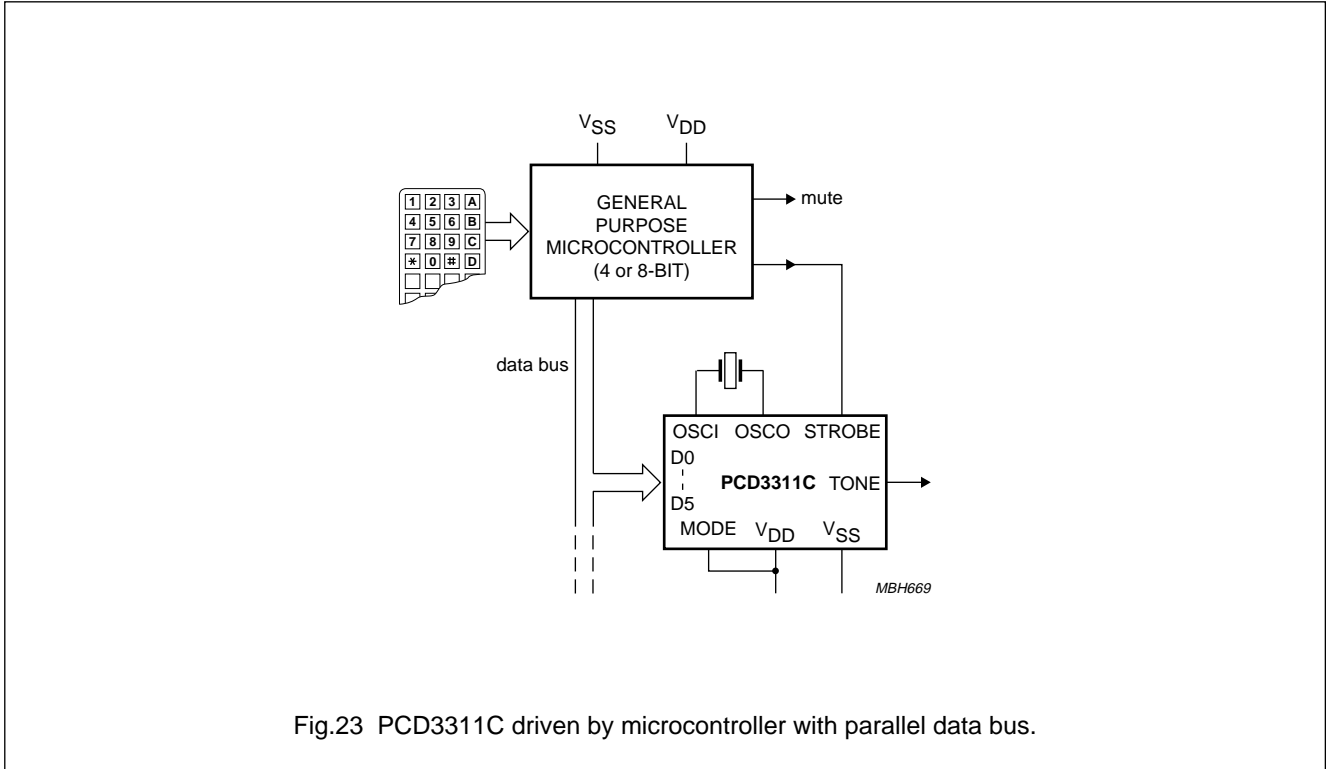 VSS VDD
1 2 3 A
4 5 6 B
7 8 9 C
* 0 # D
GENERAL
PURPOSE
MICROCONTROLLER
(4 or 8-BIT)
mute
data bus
OSCI OSCO STROBE
D0
PCD3311C TONE
D5
MODE VDD VSS
MBH669
Fig.23 PCD3311C driven by microcontroller with parallel data bus.